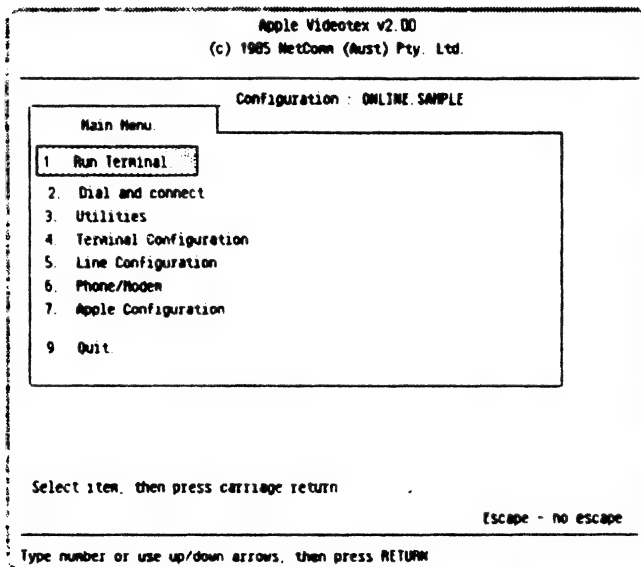 Apple Videotex v2.00
(c) 1985 NetComm (Aust) Pty. Ltd.
Configuration : ONLINE.SAMPLE
Main Menu.
1 Run Terminal.
2. Dial and connect
3. Utilities
4. Terminal Configuration
5. Line Configuration
6. Phone/Modem
7. Apple Configuration
9 Quit.
Select item, then press carriage return
Escape - no escape
Type number or use up/down arrows, then press RETURN